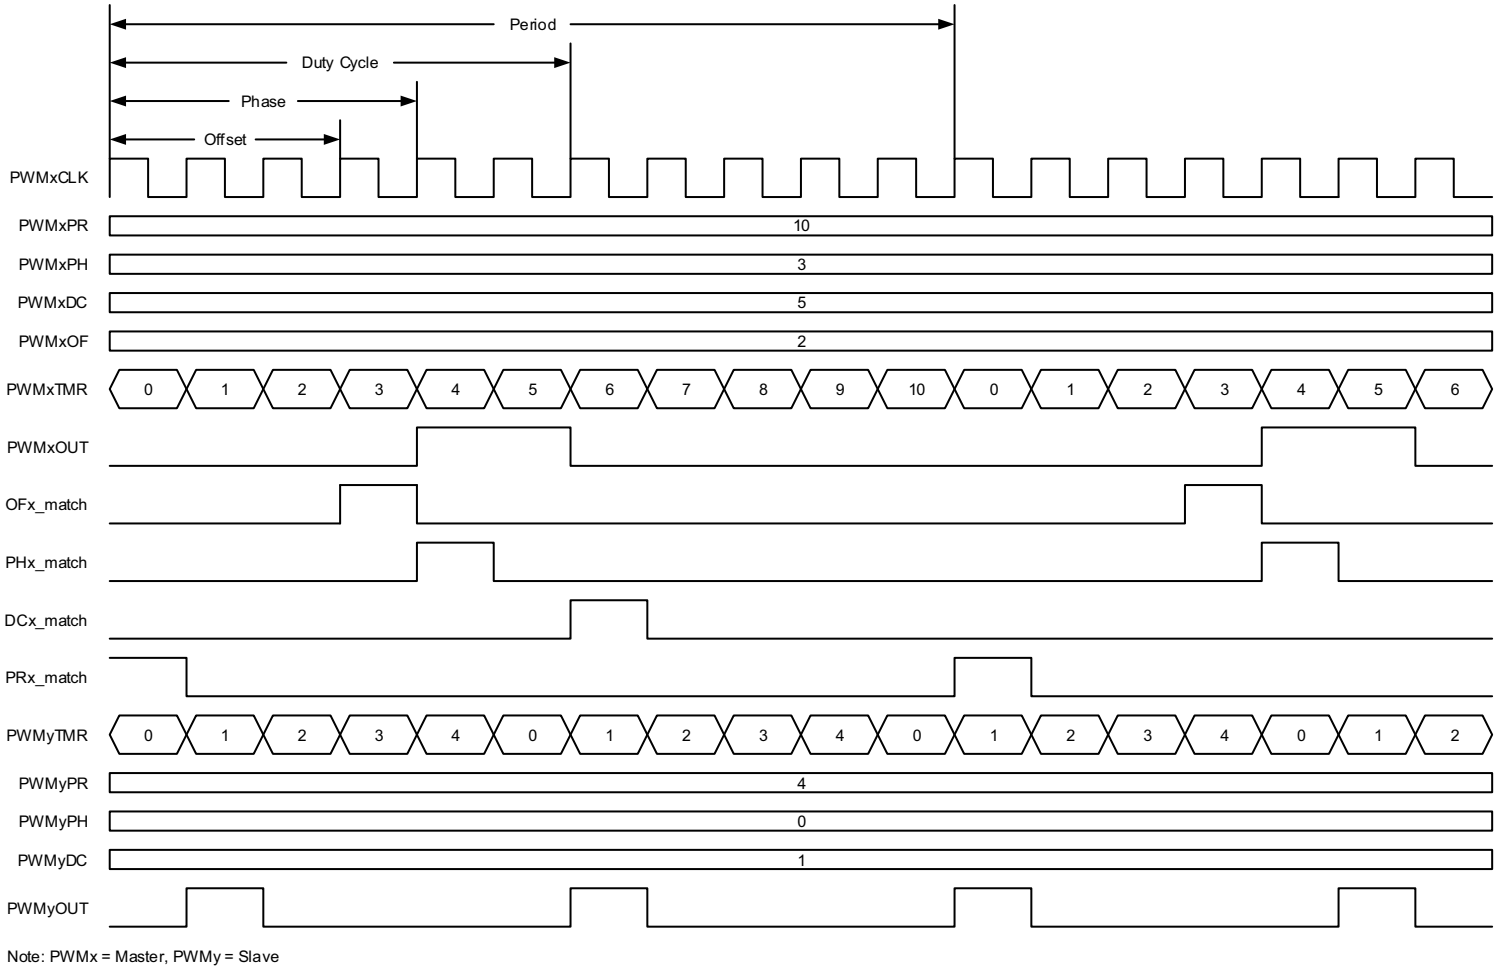 Period
Duty Cycle
Phase
Offset
PWMxCLK
PWMxPR 10
PWMxPH 3
PWMxDC 5
PWMxOF 2
PWMxTMR 0 1 2 3 4 5 6 7 8 9 10 0 1 2 3 4 5 6
PWMxOUT
OFx_match
PHx_match
DCx_match
PRx_match
PWMyTMR 0 1 2 3 4 0 1 2 3 4 0 1 2 3 4 0 1 2
PWMyPR 4
PWMyPH 0
PWMyDC 1
PWMyOUT
Note: PWMx = Master, PWMy = Slave